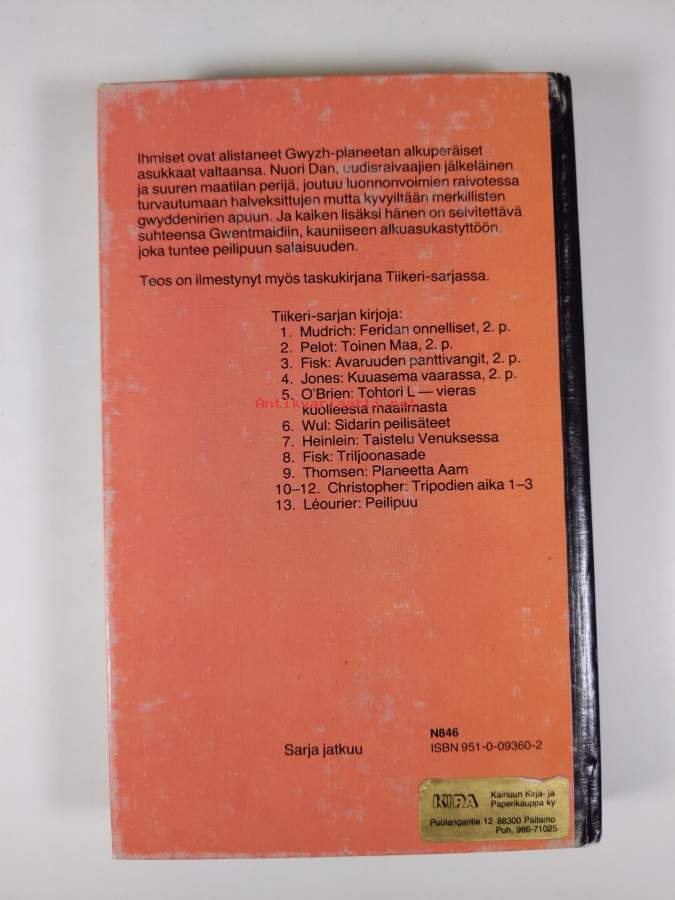 Ihmiset ovat alistaneet Gwyzh-planeetan alkuperäiset
asukkaat valtaansa. Nuori Dan, uudisraivaajien jälkeläinen
ja suuren maatilan perijä, joutuu luonnonvoimien raivotessa
turvautumaan halveksittujen mutta kyvyiltään merkillisten
gwyddenirien apuun. Ja kaiken lisäksi hänen on selvitettävä
suhteensa Gwentmaidiin, kauniiseen alkuasukastyttöön,
joka tuntee peilipuun salaisuuden.
Teos on ilmestynyt myös taskukirjana Tiikeri-sarjassa.
Tiikeri-sarjan kirjoja:
1. Mudrich: Feridan onnelliset, 2. p.
2. Pelot: Toinen Maa, 2. p.
3. Fisk: Avaruuden panttivangit, 2. p.
4. Jones: Kuuasema vaarassa, 2. p.
5. O'Brien: Tohtori L — vieras
Antikvariaatti.net
kuolleesta maailmasta
6. Wul: Sidarin peilisäteet
7. Heinlein: Taistelu Venuksessa
8. Fisk: Triljoonasade
9. Thomsen: Planeetta Aam
10–12. Christopher: Tripodien aika 1–3
13. Léourier: Peilipuu
Sarja jatkuu
N846
ISBN 951-0-09360-2
KIPA Kainuun Kirja- ja
Paperikauppa ky
Puolangantie 12 88300 Paltamo
Puh. 986-71025